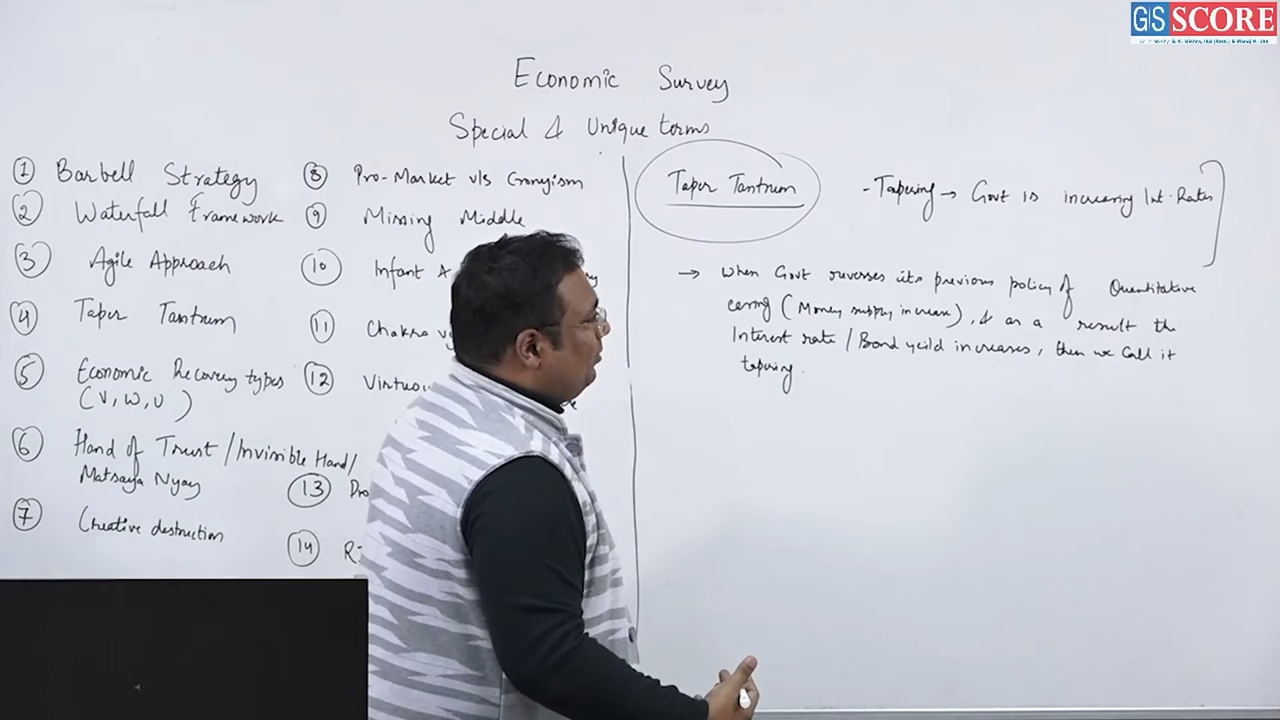 GS SCORE
Economic Survey
Special & Unique terms
① Barbell Strategy
② Waterfall Framework
③ Agile Approach
④ Taper Tantrum
⑤ Economic Recovery types
(V, W, U)
⑥ Hand of Trust / Invisible Hand /
Matsaya Nyay
⑦ Creative destruction
⑧ Pro-Market v/s Cronyism
⑨ Missing Middle
⑩ Infant
⑪ Chakra
⑫
⑬
⑭
Taper Tantrum
- Tapering → Govt is increasing Int. Rates
→ when Govt reverses its previous policy of Quantitative
(Money supply increase), & as a result the
Interest rate / Bond yeild increases, then we call it
tapering.